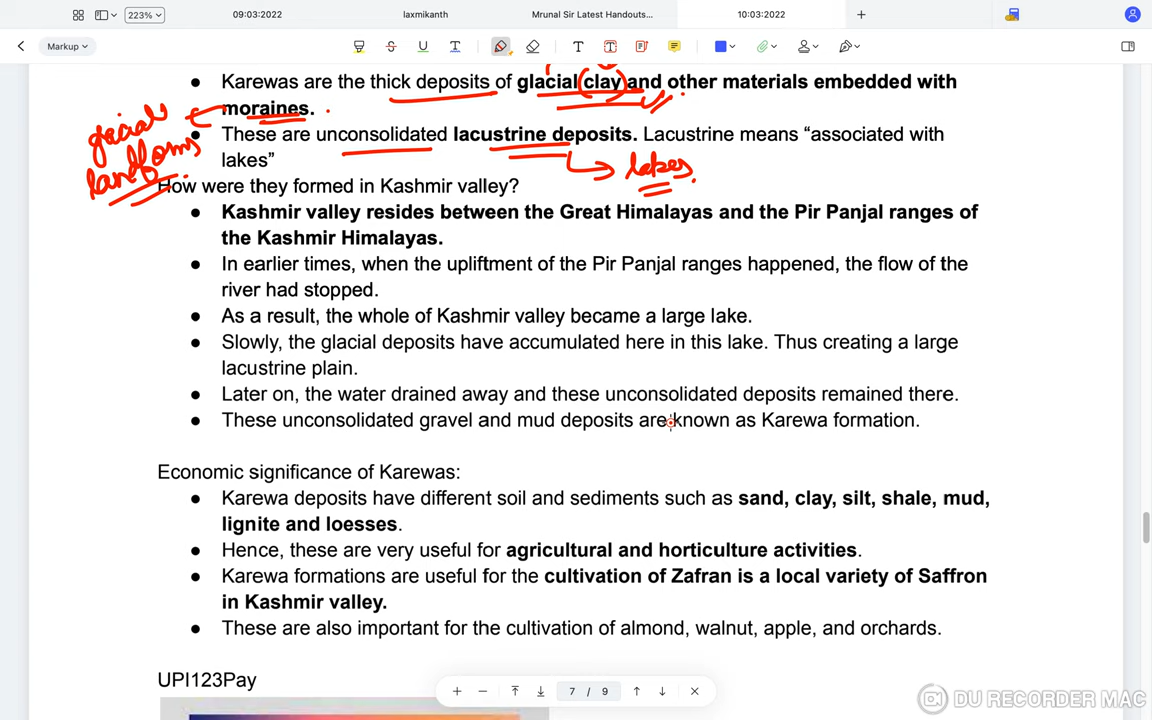 223%
09:03:2022
laxmikanth
Mrunal Sir Latest Handouts...
10:03:2022
Markup
● Karewas are the thick deposits of glacial clay and other materials embedded with
moraines.
glacial
landforms
● These are unconsolidated lacustrine deposits. Lacustrine means “associated with
lakes”
lakes.
How were they formed in Kashmir valley?
● Kashmir valley resides between the Great Himalayas and the Pir Panjal ranges of
the Kashmir Himalayas.
● In earlier times, when the upliftment of the Pir Panjal ranges happened, the flow of the
river had stopped.
● As a result, the whole of Kashmir valley became a large lake.
● Slowly, the glacial deposits have accumulated here in this lake. Thus creating a large
lacustrine plain.
● Later on, the water drained away and these unconsolidated deposits remained there.
● These unconsolidated gravel and mud deposits are known as Karewa formation.
Economic significance of Karewas:
● Karewa deposits have different soil and sediments such as sand, clay, silt, shale, mud,
lignite and loesses.
● Hence, these are very useful for agricultural and horticulture activities.
● Karewa formations are useful for the cultivation of Zafran is a local variety of Saffron
in Kashmir valley.
● These are also important for the cultivation of almond, walnut, apple, and orchards.
UPI123Pay
7 / 9
DU RECORDER MAC